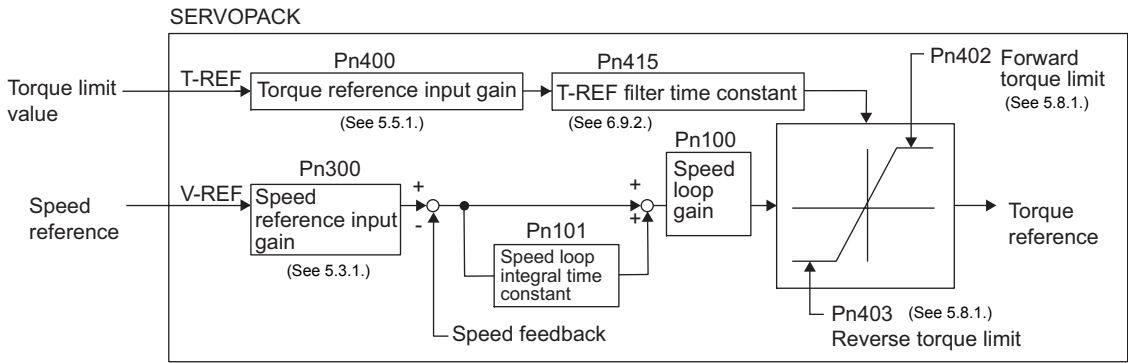 SERVOPACK
Torque limit
value
T-REF
Pn400
Torque reference input gain
(See 5.5.1.)
Pn415
T-REF filter time constant
(See 6.9.2.)
Pn402 Forward
torque limit
(See 5.8.1.)
Speed
reference
V-REF
Pn300
Speed
reference input
gain
(See 5.3.1.)
+
-
Pn101
Speed loop
integral time
constant
Speed feedback
+
+
Pn100
Speed
loop
gain
Torque
reference
Pn403 (See 5.8.1.)
Reverse torque limit